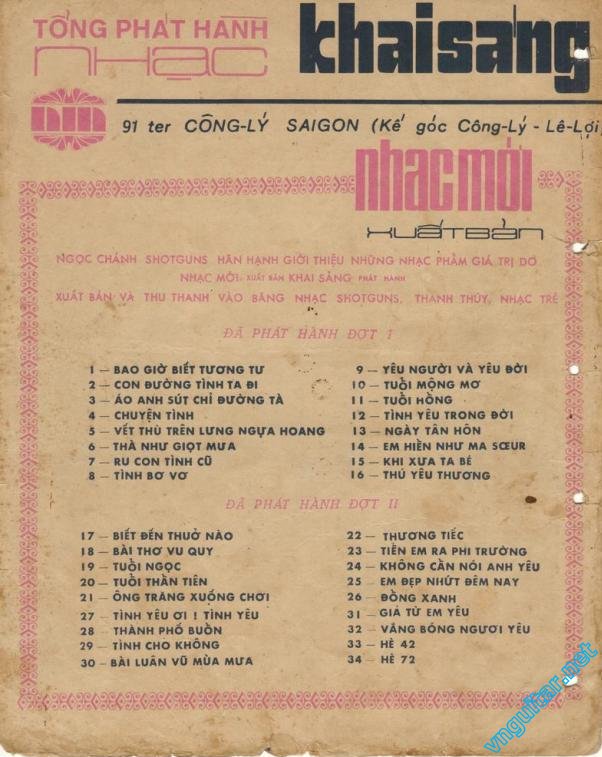 TỔNG PHÁT HÀNH
nhạc
khaisáng
nm
91 ter CÔNG-LÝ SAIGON (Kế góc Công-Lý - Lê-Lợi)
nhạcmới
XUẤTBẢN
NGỌC CHÁNH SHOTGUNS HÂN HẠNH GIỚI THIỆU NHỮNG NHẠC PHẨM GIÁ TRỊ DO
NHẠC MỚI: XUẤT BẢN KHAI SÁNG PHÁT HÀNH
XUẤT BẢN VÀ THU THANH VÀO BĂNG NHẠC SHOTGUNS, THANH THÚY, NHẠC TRẺ
ĐÃ PHÁT HÀNH ĐỢT I
1 — BAO GIỜ BIẾT TƯƠNG TƯ
2 — CON ĐƯỜNG TÌNH TA ĐI
3 — ÁO ANH SÚT CHỈ ĐƯỜNG TÀ
4 — CHUYỆN TÌNH
5 — VẾT THÙ TRÊN LƯNG NGỰA HOANG
6 — THÀ NHƯ GIỌT MƯA
7 — RU CON TÌNH CŨ
8 — TÌNH BƠ VƠ
9 — YÊU NGƯỜI VÀ YÊU ĐỜI
10 — TUỔI MỘNG MƠ
11 — TUỔI HỒNG
12 — TÌNH YÊU TRONG ĐỜI
13 — NGÀY TÂN HÔN
14 — EM HIỀN NHƯ MA SŒUR
15 — KHI XƯA TA BÉ
16 — THÚ YÊU THƯƠNG
ĐÃ PHÁT HÀNH ĐỢT II
17 — BIẾT ĐẾN THUỞ NÀO
18 — BÀI THƠ VU QUY
19 — TUỔI NGỌC
20 — TUỔI THẦN TIÊN
21 — ÔNG TRĂNG XUỐNG CHƠI
27 — TÌNH YÊU ƠI ! TÌNH YÊU
28 — THÀNH PHỐ BUỒN
29 — TÌNH CHO KHÔNG
30 — BÀI LUÂN VŨ MÙA MƯA
22 — THƯƠNG TIẾC
23 — TIỄN EM RA PHI TRƯỜNG
24 — KHÔNG CẦN NÓI ANH YÊU
25 — EM ĐẸP NHỨT ĐÊM NAY
26 — ĐỒNG XANH
31 — GIẢ TỪ EM YÊU
32 — VẮNG BÓNG NGƯƠI YÊU
33 — HÈ 42
34 — HÈ 72
vnguitar.net